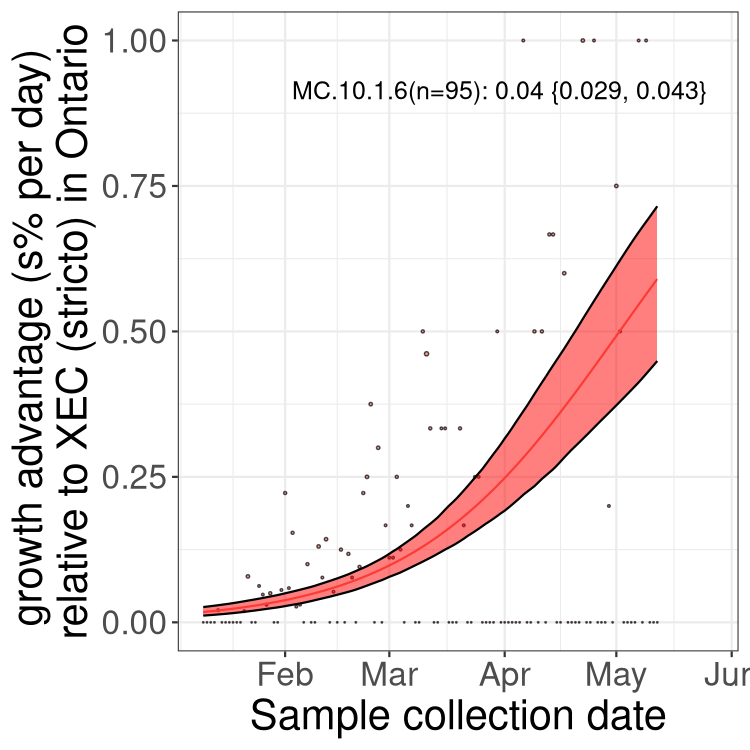 growth advantage (s% per day)
relative to XEC (stricto) in Ontario
1.00
0.75
0.50
0.25
0.00
MC.10.1.6(n=95): 0.04 {0.029, 0.043}
Feb Mar Apr May Jun
Sample collection date